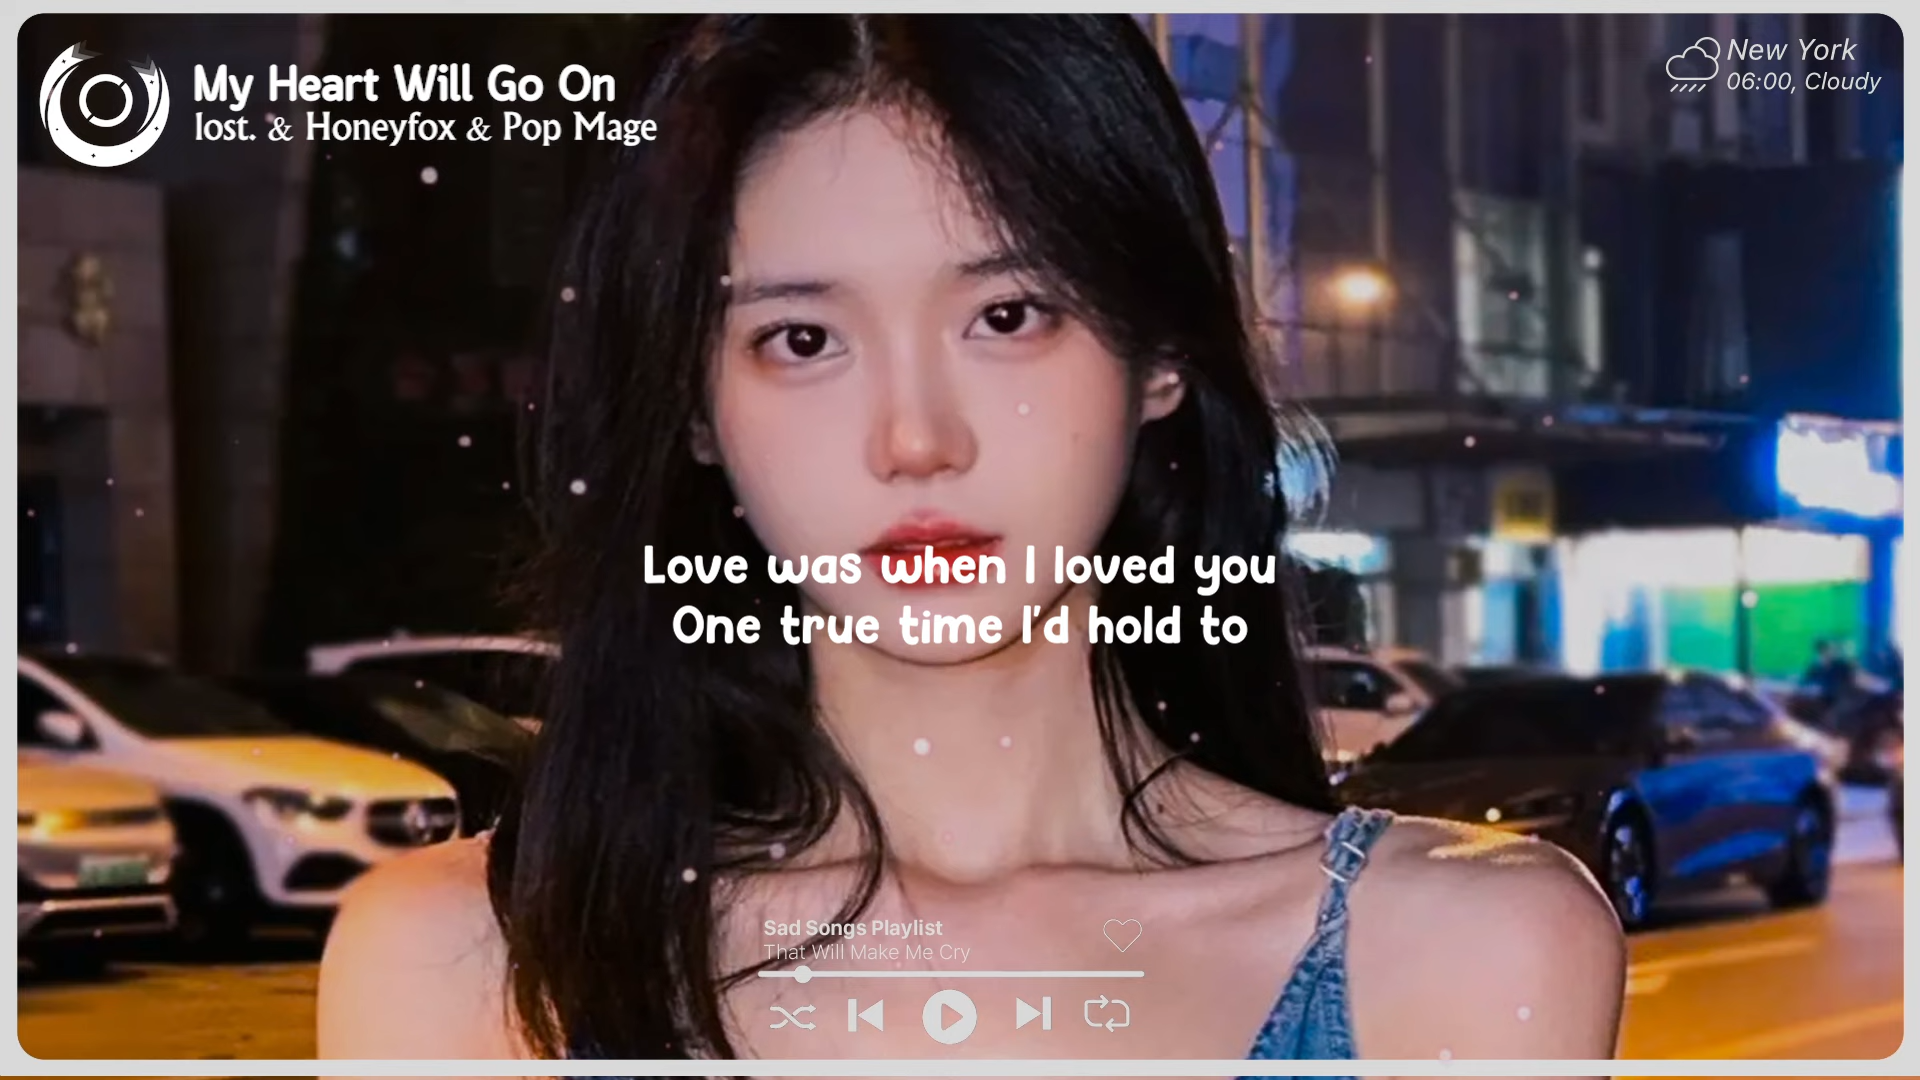 My Heart Will Go On
lost. & Honeyfox & Pop Mage
New York
06:00, Cloudy
Love was when I loved you
One true time I'd hold to
Sad Songs Playlist
That Will Make Me Cry